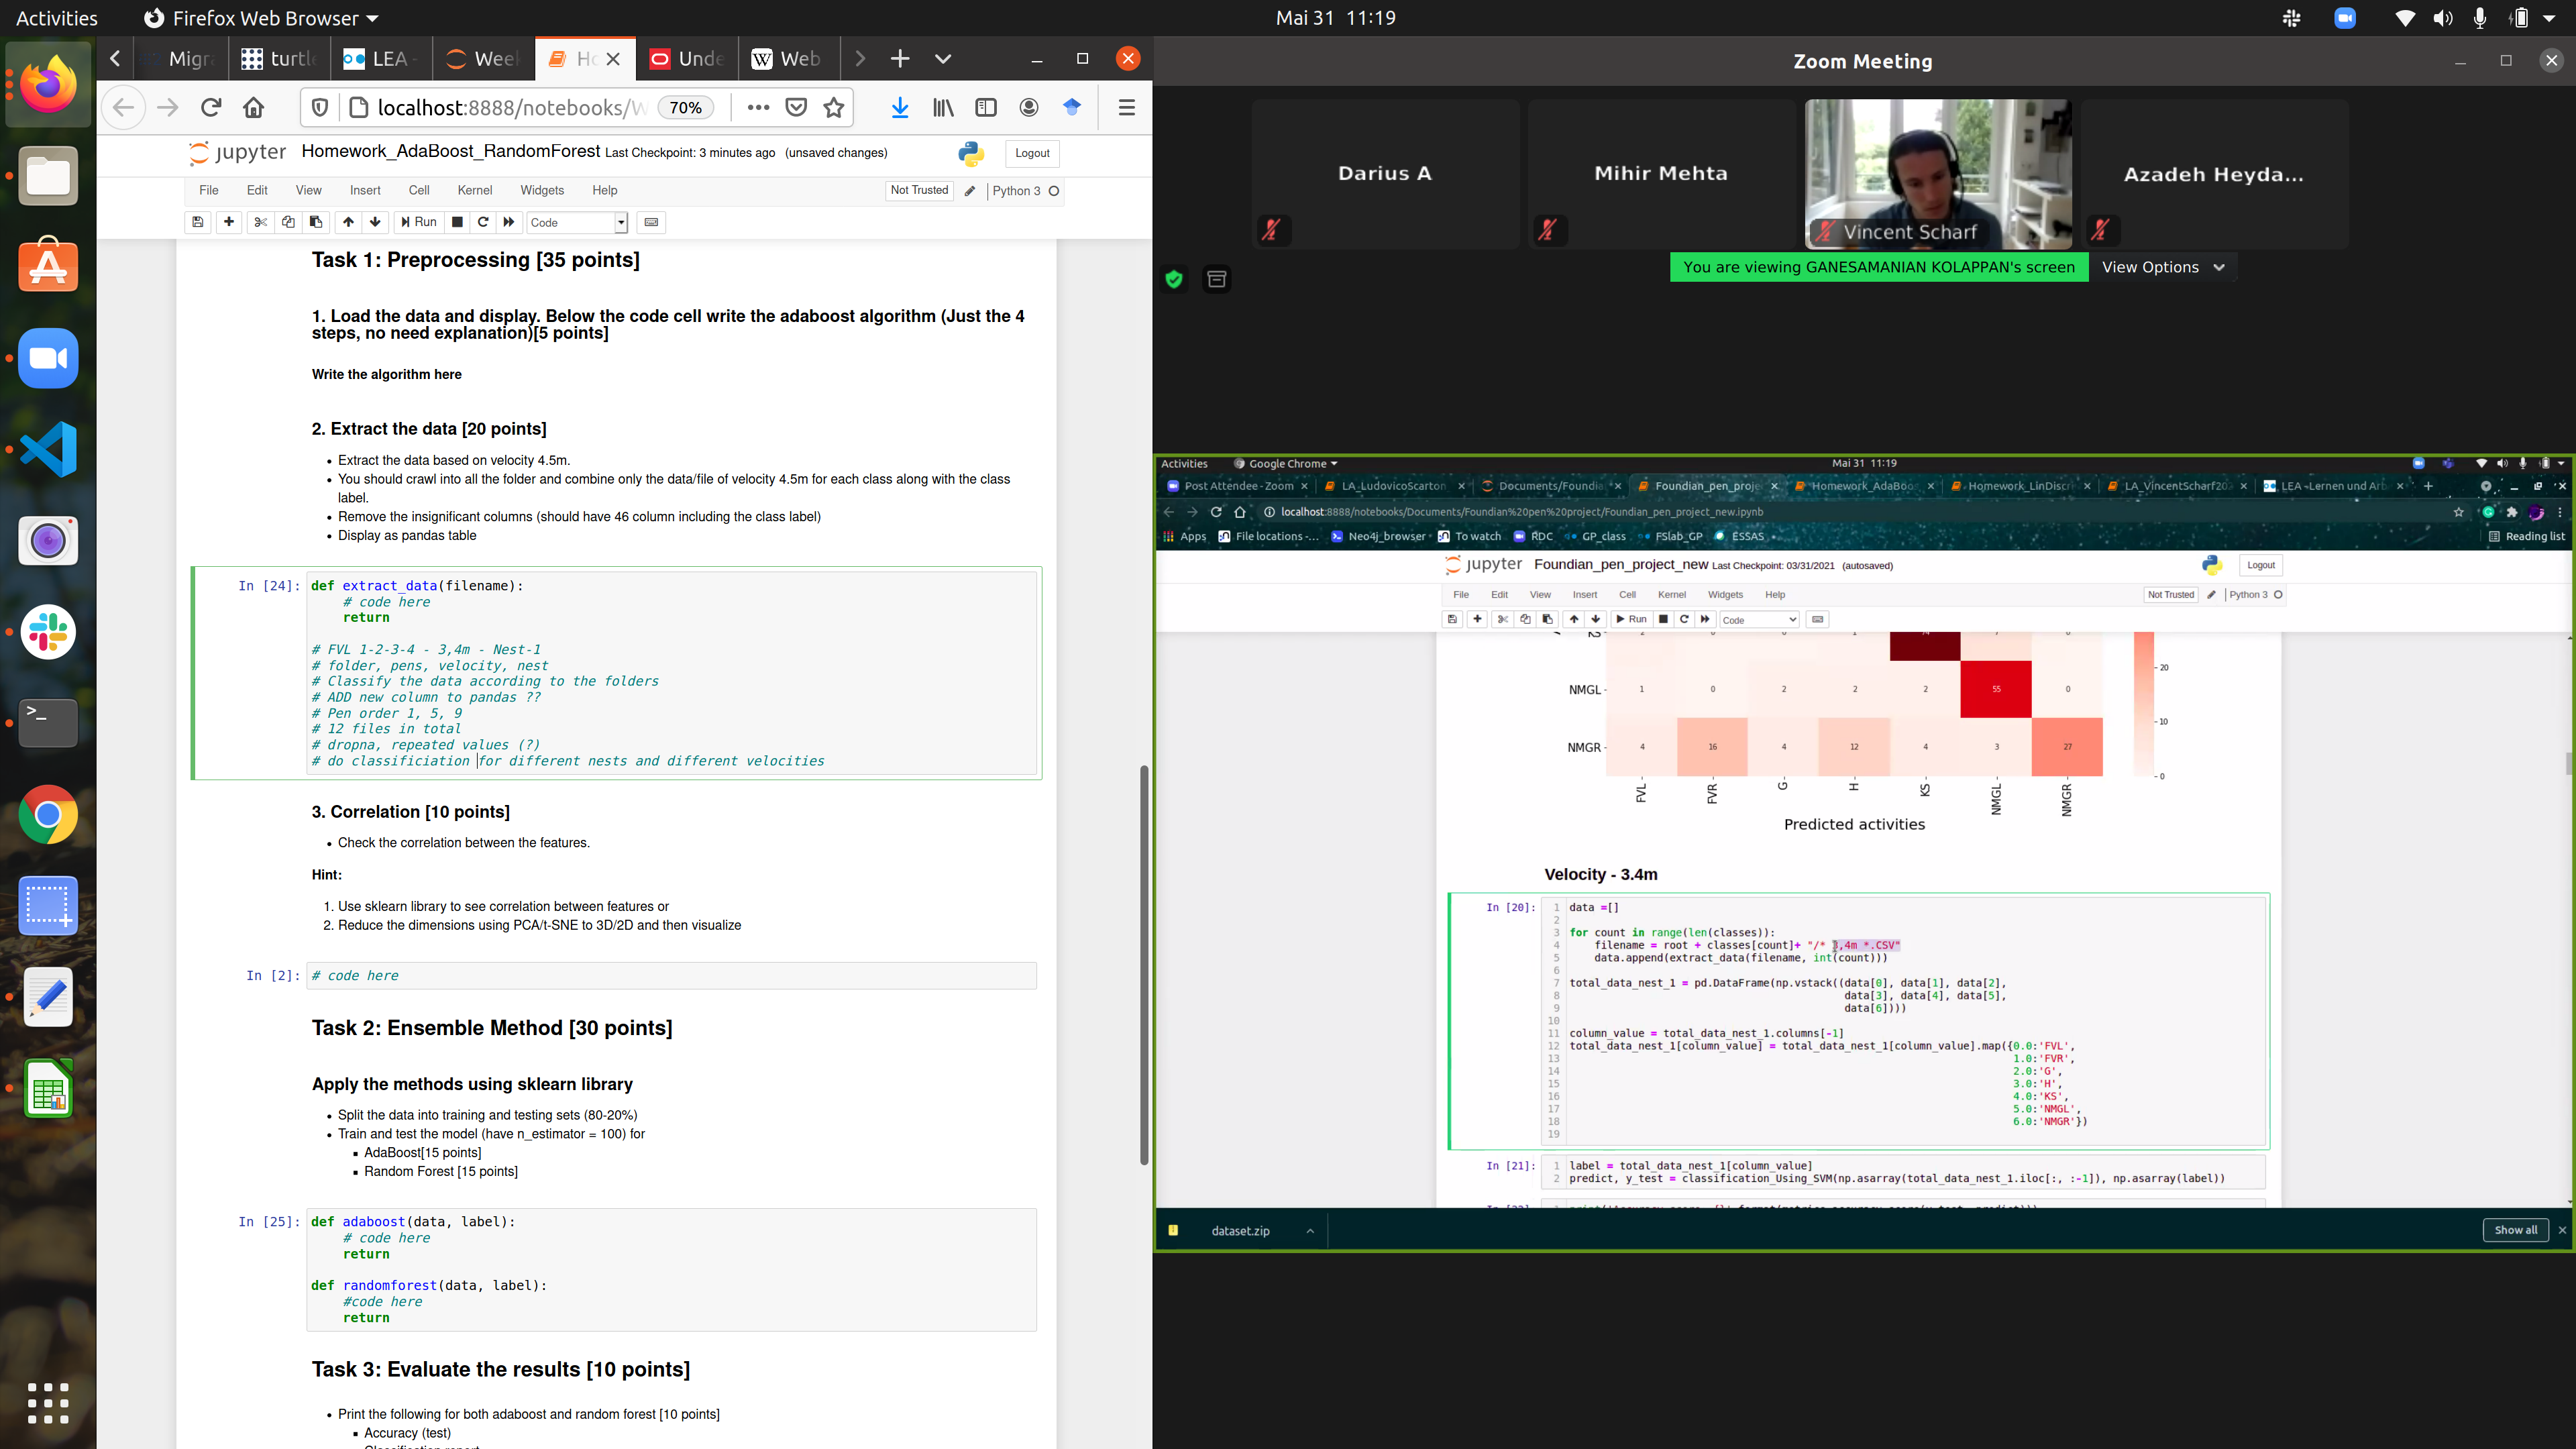 Activities
Firefox Web Browser
Mai 31 11:19
Migr
turtl
LEA -
Wee
Ho
Unde
Web
localhost:8888/notebooks/W
70%
jupyter
Homework_AdaBoost_RandomForest Last Checkpoint: 3 minutes ago (unsaved changes)
Logout
File Edit View Insert Cell Kernel Widgets Help
Not Trusted
Python 3
Run
Code
Task 1: Preprocessing [35 points]
1. Load the data and display. Below the code cell write the adaboost algorithm (Just the 4
steps, no need explanation)[5 points]
Write the algorithm here
2. Extract the data [20 points]
Extract the data based on velocity 4.5m.
You should crawl into all the folder and combine only the data/file of velocity 4.5m for each class along with the class
label.
Remove the insignificant columns (should have 46 column including the class label)
Display as pandas table
In [24]: def extract_data(filename):
# code here
return
# FVL 1-2-3-4 - 3,4m - Nest-1
# folder, pens, velocity, nest
# Classify the data according to the folders
# ADD new column to pandas ??
# Pen order 1, 5, 9
# 12 files in total
# dropna, repeated values (?)
# do classificiation for different nests and different velocities
3. Correlation [10 points]
Check the correlation between the features.
Hint:
1. Use sklearn library to see correlation between features or
2. Reduce the dimensions using PCA/t-SNE to 3D/2D and then visualize
In [2]: # code here
Task 2: Ensemble Method [30 points]
Apply the methods using sklearn library
Split the data into training and testing sets (80-20%)
Train and test the model (have n_estimator = 100) for
AdaBoost[15 points]
Random Forest [15 points]
In [25]: def adaboost(data, label):
# code here
return
def randomforest(data, label):
#code here
return
Task 3: Evaluate the results [10 points]
Print the following for both adaboost and random forest [10 points]
Accuracy (test)
Zoom Meeting
Darius A
Mihir Mehta
Vincent Scharf
Azadeh Heyda...
You are viewing GANESAMANIAN KOLAPPAN's screen
View Options
Activities
Google Chrome
Mai 31 11:19
Post Attendee - Zoom
LA_LudovicoScarton
Documents/Foundia
Foundian_pen_proje
Homework_AdaBoo
Homework_LinDiscri
LA_VincentScharf20
LEA - Lernen und Art
localhost:8888/notebooks/Documents/Foundian%20pen%20project/Foundian_pen_project_new.ipynb
Apps
File locations -...
Neo4j_browser
To watch
RDC
GP_class
FSlab_GP
ESSAS
Reading list
jupyter
Foundian_pen_project_new Last Checkpoint: 03/31/2021 (autosaved)
Logout
File Edit View Insert Cell Kernel Widgets Help
Not Trusted
Python 3
Run
Code
NMGL 1 0 2 2 2 55 0
NMGR 4 16 4 12 4 3 27
20
10
0
FVL FVR G H KS NMGL NMGR
Predicted activities
Velocity - 3.4m
In [20]: 1 data =[]
2
3 for count in range(len(classes)):
4 filename = root + classes[count]+ "/* 3,4m *.CSV"
5 data.append(extract_data(filename, int(count)))
6
7 total_data_nest_1 = pd.DataFrame(np.vstack((data[0], data[1], data[2],
8 data[3], data[4], data[5],
9 data[6])))
10
11 column_value = total_data_nest_1.columns[-1]
12 total_data_nest_1[column_value] = total_data_nest_1[column_value].map({0.0:'FVL',
13 1.0:'FVR',
14 2.0:'G',
15 3.0:'H',
16 4.0:'KS',
17 5.0:'NMGL',
18 6.0:'NMGR'})
19
In [21]: 1 label = total_data_nest_1[column_value]
2 predict, y_test = classification_Using_SVM(np.asarray(total_data_nest_1.iloc[:, :-1]), np.asarray(label))
dataset.zip
Show all